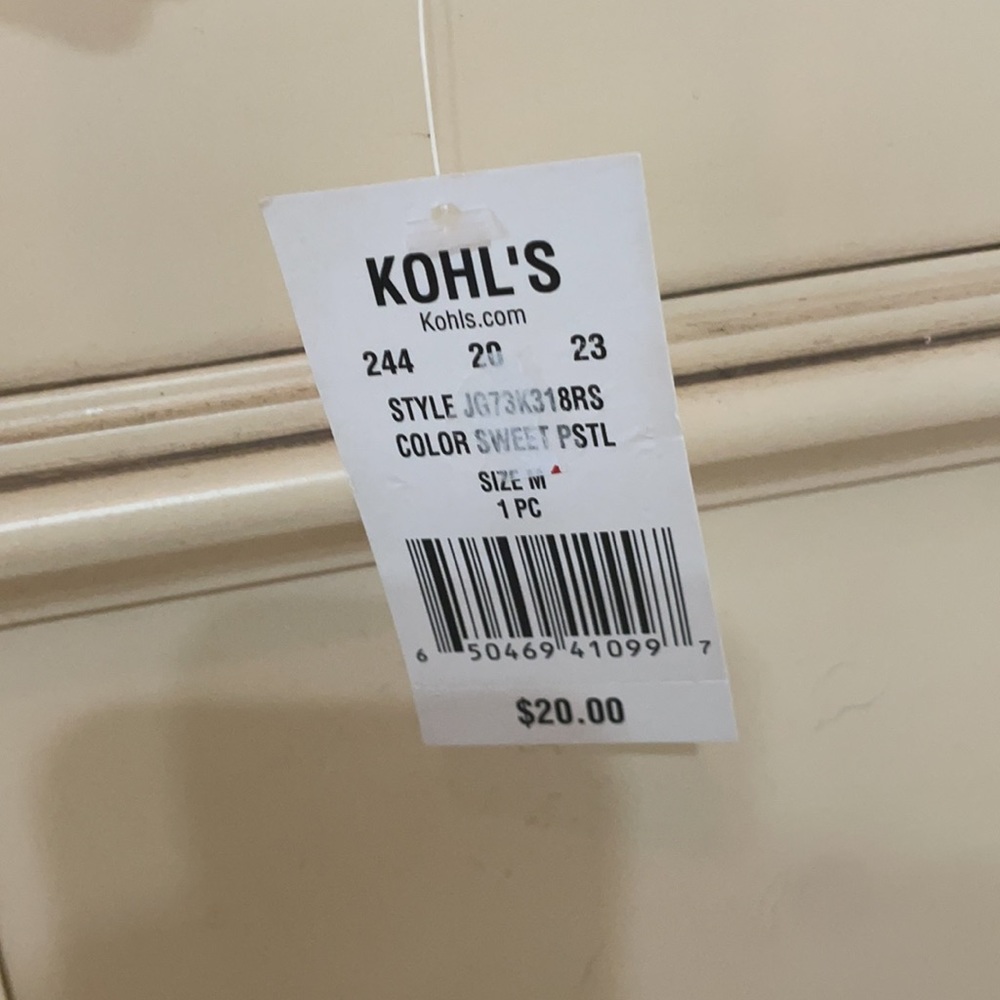 KOHL'S
Kohls.com
244 20 23
STYLE JG73K318RS
COLOR SWEET PSTL
SIZE M
1 PC
6 50469 41099 7
$20.00